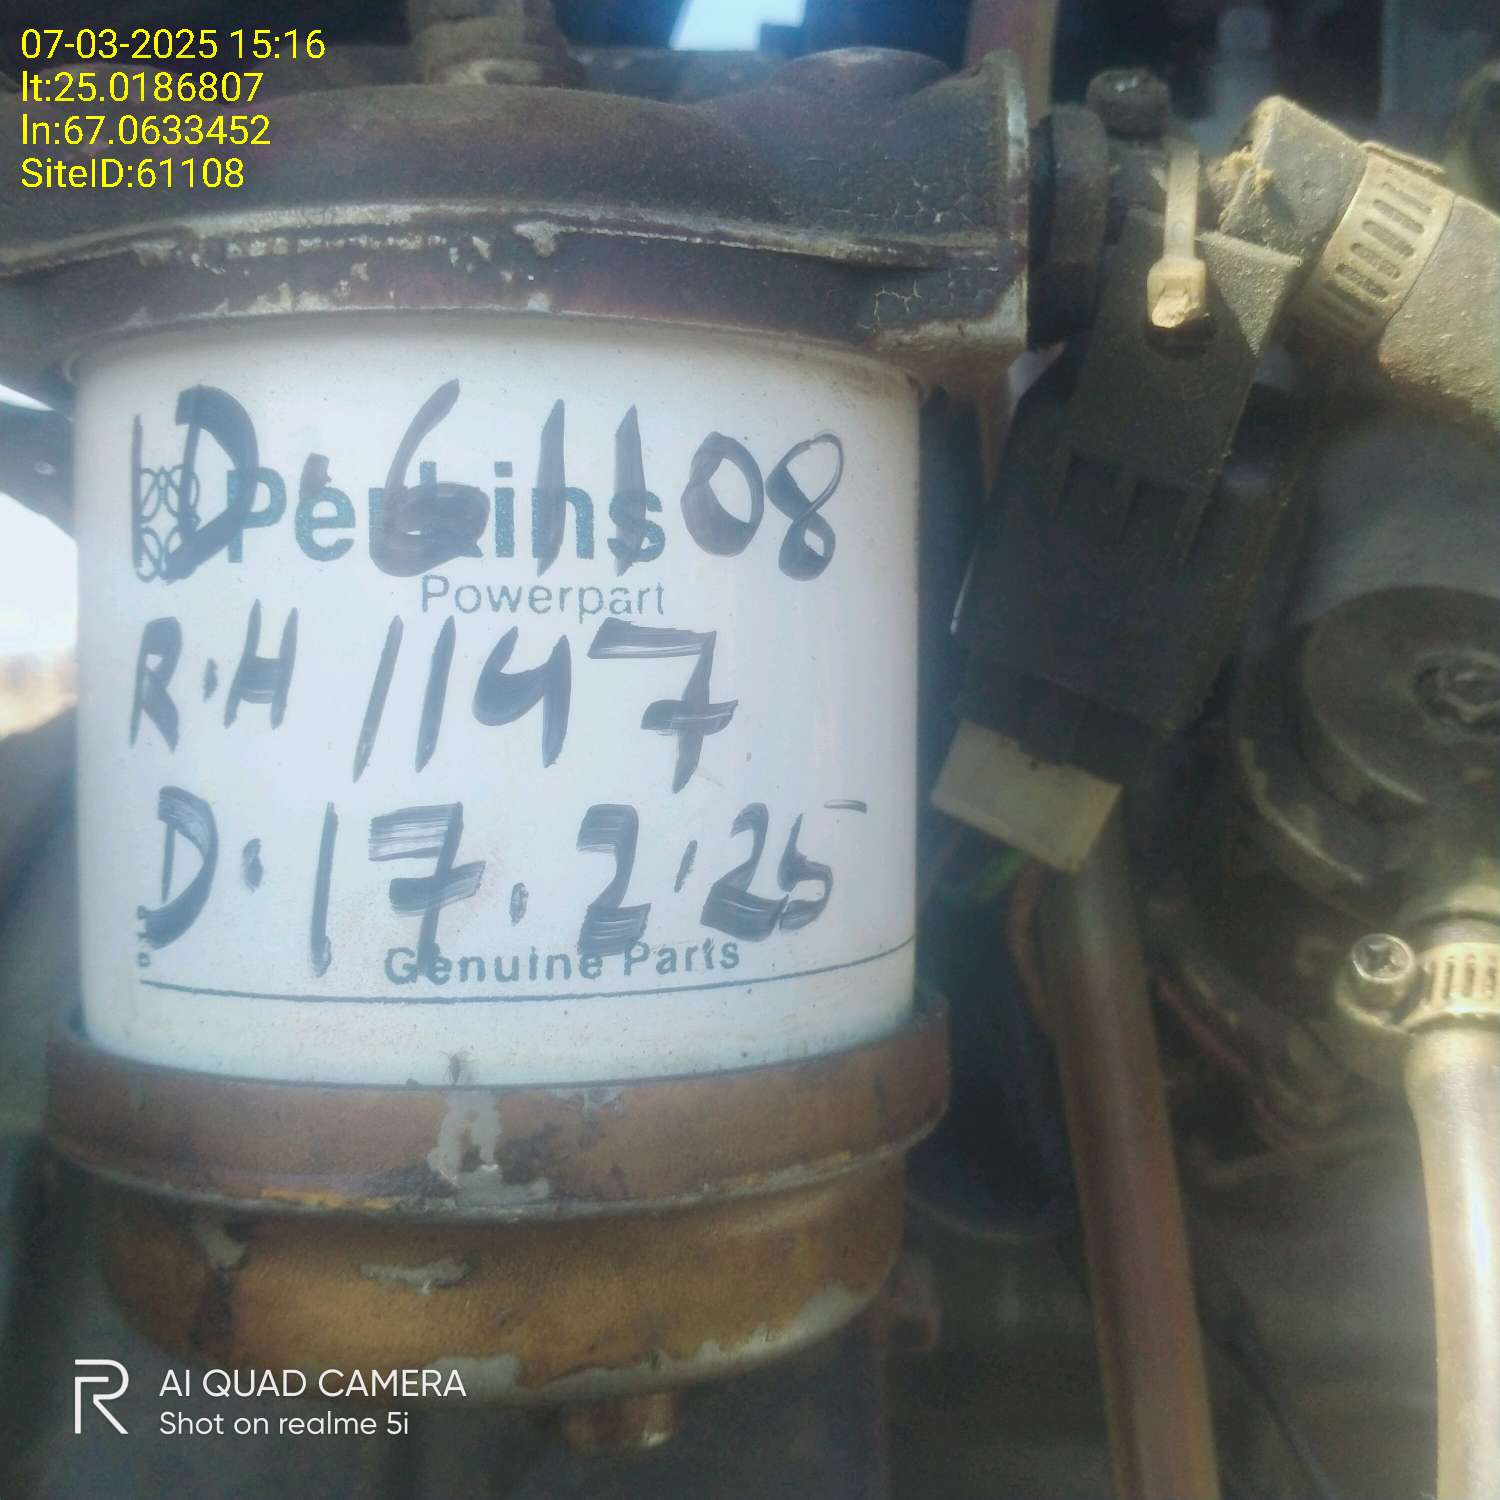 07-03-2025 15:16
lt:25.0186807
ln:67.0633452
SiteID:61108
ID.61108
Perkins
Powerpart
R.H 1147
D.17.2.25
Genuine Parts
AI QUAD CAMERA
Shot on realme 5i